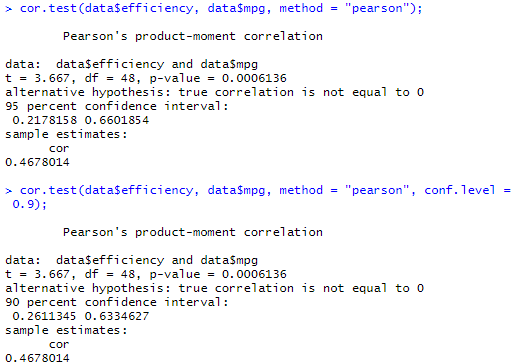 > cor.test(data$efficiency, data$mpg, method = "pearson");
Pearson's product-moment correlation
data:  data$efficiency and data$mpg
t = 3.667, df = 48, p-value = 0.0006136
alternative hypothesis: true correlation is not equal to 0
95 percent confidence interval:
0.2178158 0.6601854
sample estimates:
cor
0.4678014
> cor.test(data$efficiency, data$mpg, method = "pearson", conf.level =
0.9);
Pearson's product-moment correlation
data:  data$efficiency and data$mpg
t = 3.667, df = 48, p-value = 0.0006136
alternative hypothesis: true correlation is not equal to 0
90 percent confidence interval:
0.2611345 0.6334627
sample estimates:
cor
0.4678014